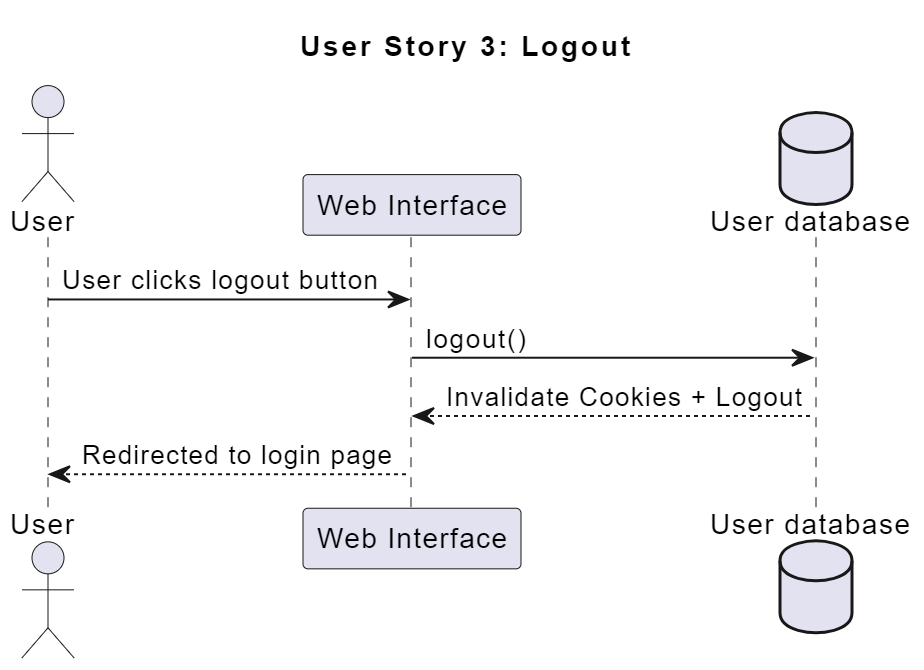 User Story 3: Logout
User
Web Interface
User database
User clicks logout button
logout()
Invalidate Cookies + Logout
Redirected to login page
User
Web Interface
User database